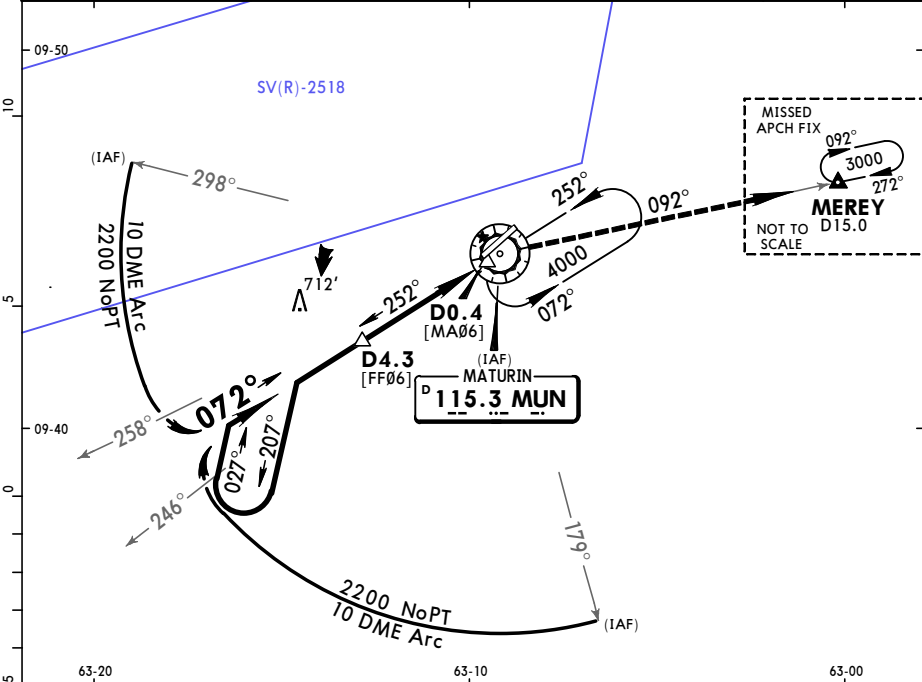 09-50
10
SV(R)-2518
MISSED
APCH FIX
092°
3000
272°
MEREY
D15.0
NOT TO
SCALE
(IAF)
298°
252°
092°
10 DME Arc
2200 NoPT
712'
4000
072°
5
252°
D0.4
[MAØ6]
D4.3
[FFØ6]
(IAF)
MATURIN
D 115.3 MUN
072°
258°
09-40
207°
027°
0
246°
179°
2200 NoPT
10 DME Arc
(IAF)
5
63-20
63-10
63-00